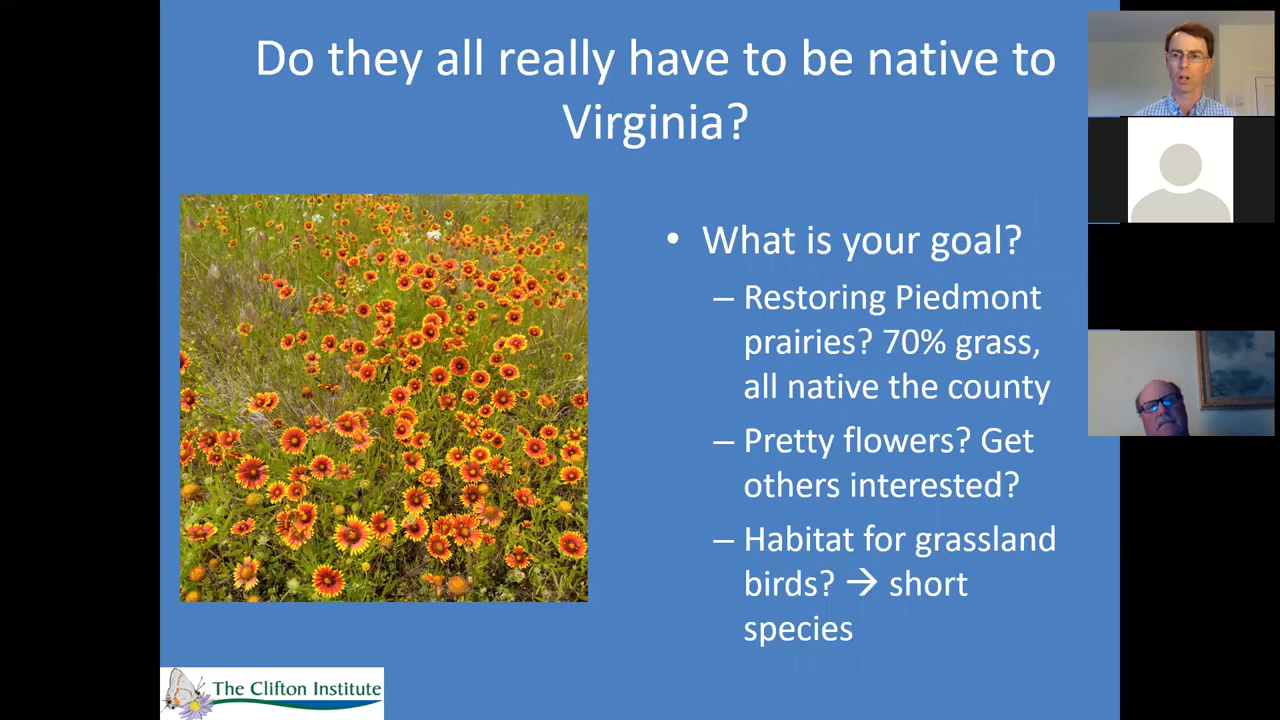 Do they all really have to be native to
Virginia?
• What is your goal?
– Restoring Piedmont
prairies? 70% grass,
all native the county
– Pretty flowers? Get
others interested?
– Habitat for grassland
birds? → short
species
The Clifton Institute